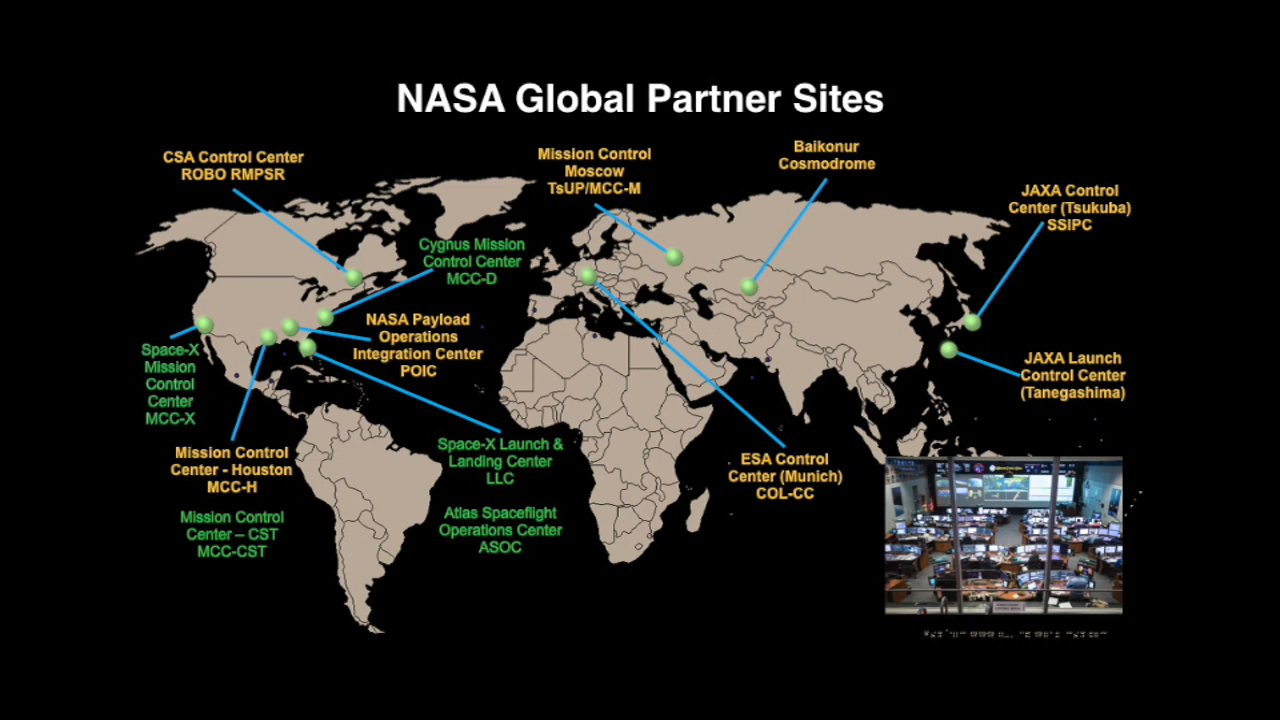 NASA Global Partner Sites
CSA Control Center
ROBO RMPSR
Mission Control
Moscow
TsUP/MCC-M
Baikonur
Cosmodrome
JAXA Control
Center (Tsukuba)
SSIPC
Cygnus Mission
Control Center
MCC-D
NASA Payload
Operations
Integration Center
POIC
Space-X
Mission
Control
Center
MCC-X
JAXA Launch
Control Center
(Tanegashima)
Mission Control
Center - Houston
MCC-H
Space-X Launch &
Landing Center
LLC
ESA Control
Center (Munich)
COL-CC
Mission Control
Center – CST
MCC-CST
Atlas Spaceflight
Operations Center
ASOC